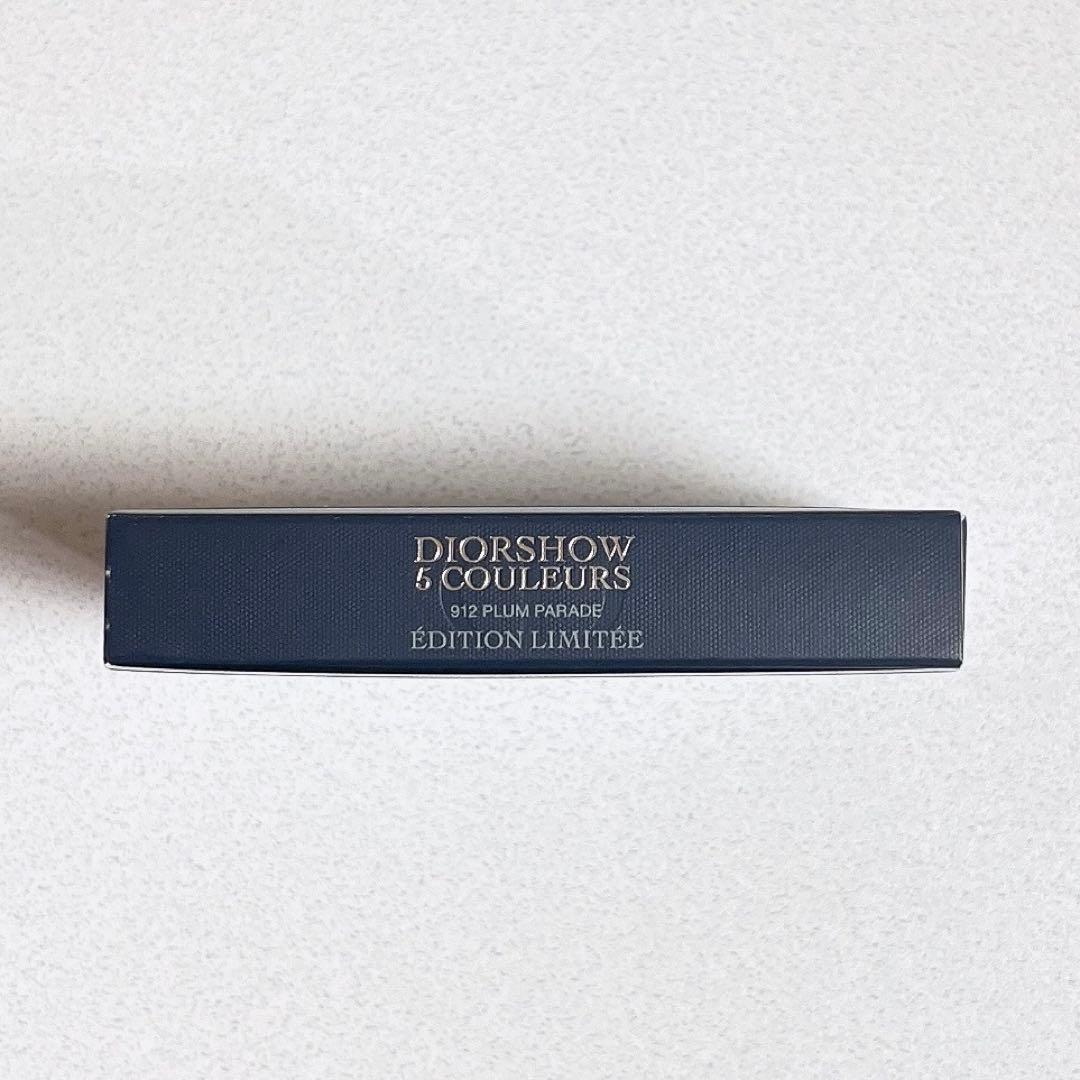 DIORSHOW
5 COULEURS
912 PLUM PARADE
ÉDITION LIMITÉE